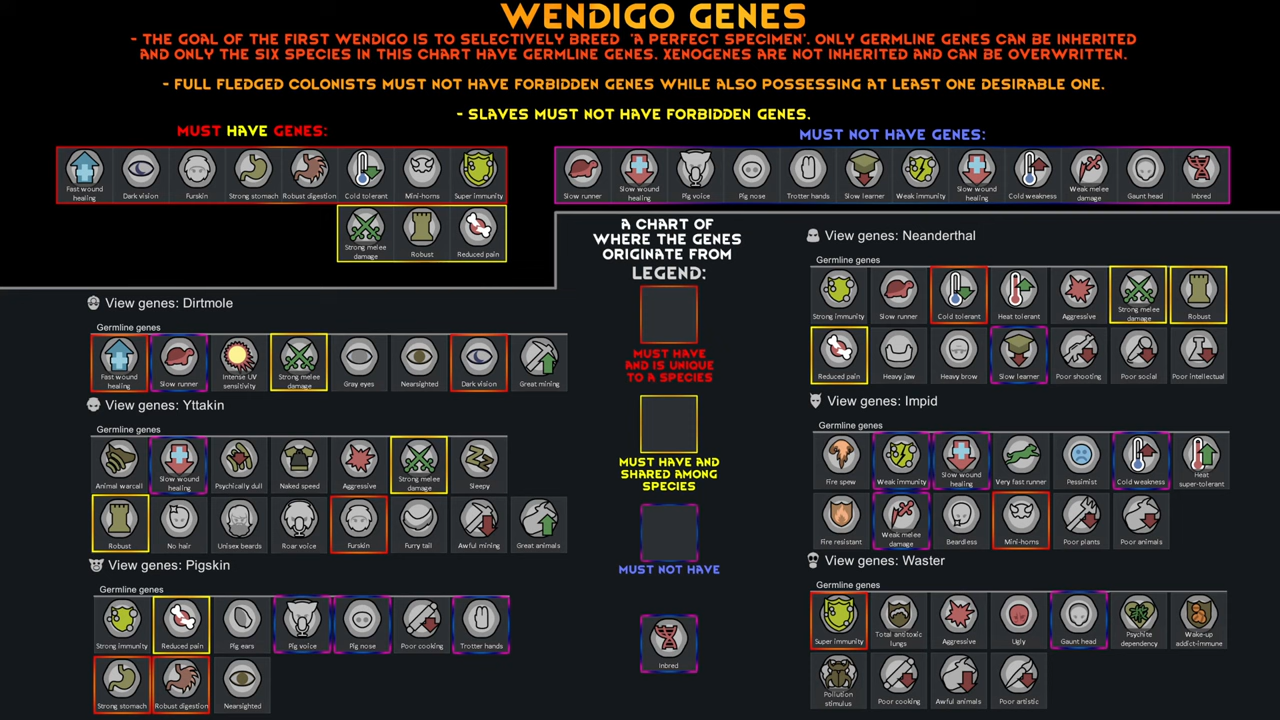 WENDIGO GENES
- THE GOAL OF THE FIRST WENDIGO IS TO SELECTIVELY BREED 'A PERFECT SPECIMEN'. ONLY GERMLINE GENES CAN BE INHERITED
AND ONLY THE SIX SPECIES IN THIS CHART HAVE GERMLINE GENES. XENOGENES ARE NOT INHERITED AND CAN BE OVERWRITTEN.
- FULL FLEDGED COLONISTS MUST NOT HAVE FORBIDDEN GENES WHILE ALSO POSSESSING AT LEAST ONE DESIRABLE ONE.
- SLAVES MUST NOT HAVE FORBIDDEN GENES.
MUST HAVE GENES:
Fast wound healing Dark vision Furskin Strong stomach Robust digestion Cold tolerant Mini-horns Super immunity
Strong melee damage Robust Reduced pain
MUST NOT HAVE GENES:
Slow runner Slow wound healing Pig voice Pig nose Trotter hands Slow learner Weak immunity Slow wound healing Cold weakness Weak melee damage Gaunt head Inbred
A CHART OF
WHERE THE GENES
ORIGINATE FROM
LEGEND:
MUST HAVE
AND IS UNIQUE
TO A SPECIES
MUST HAVE AND
SHARED AMONG
SPECIES
MUST NOT HAVE
Inbred
View genes: Dirtmole
Germline genes
Fast wound healing Slow runner Intense UV sensitivity Strong melee damage Gray eyes Nearsighted Dark vision Great mining
View genes: Yttakin
Germline genes
Animal warcall Slow wound healing Psychically dull Naked speed Aggressive Strong melee damage Sleepy
Robust No hair Unisex beards Roar voice Furskin Furry tail Awful mining Great animals
View genes: Pigskin
Germline genes
Strong immunity Reduced pain Pig ears Pig voice Pig nose Poor cooking Trotter hands
Strong stomach Robust digestion Nearsighted
View genes: Neanderthal
Germline genes
Strong immunity Slow runner Cold tolerant Heat tolerant Aggressive Strong melee damage Robust
Reduced pain Heavy jaw Heavy brow Slow learner Poor shooting Poor social Poor intellectual
View genes: Impid
Germline genes
Fire spew Weak immunity Slow wound healing Very fast runner Pessimist Cold weakness Heat super-tolerant
Fire resistant Weak melee damage Beardless Mini-horns Poor plants Poor animals
View genes: Waster
Germline genes
Super immunity Total antitoxic lungs Aggressive Ugly Gaunt head Psychite dependency Wake-up addict-immune
Pollution stimulus Poor cooking Awful animals Poor artistic